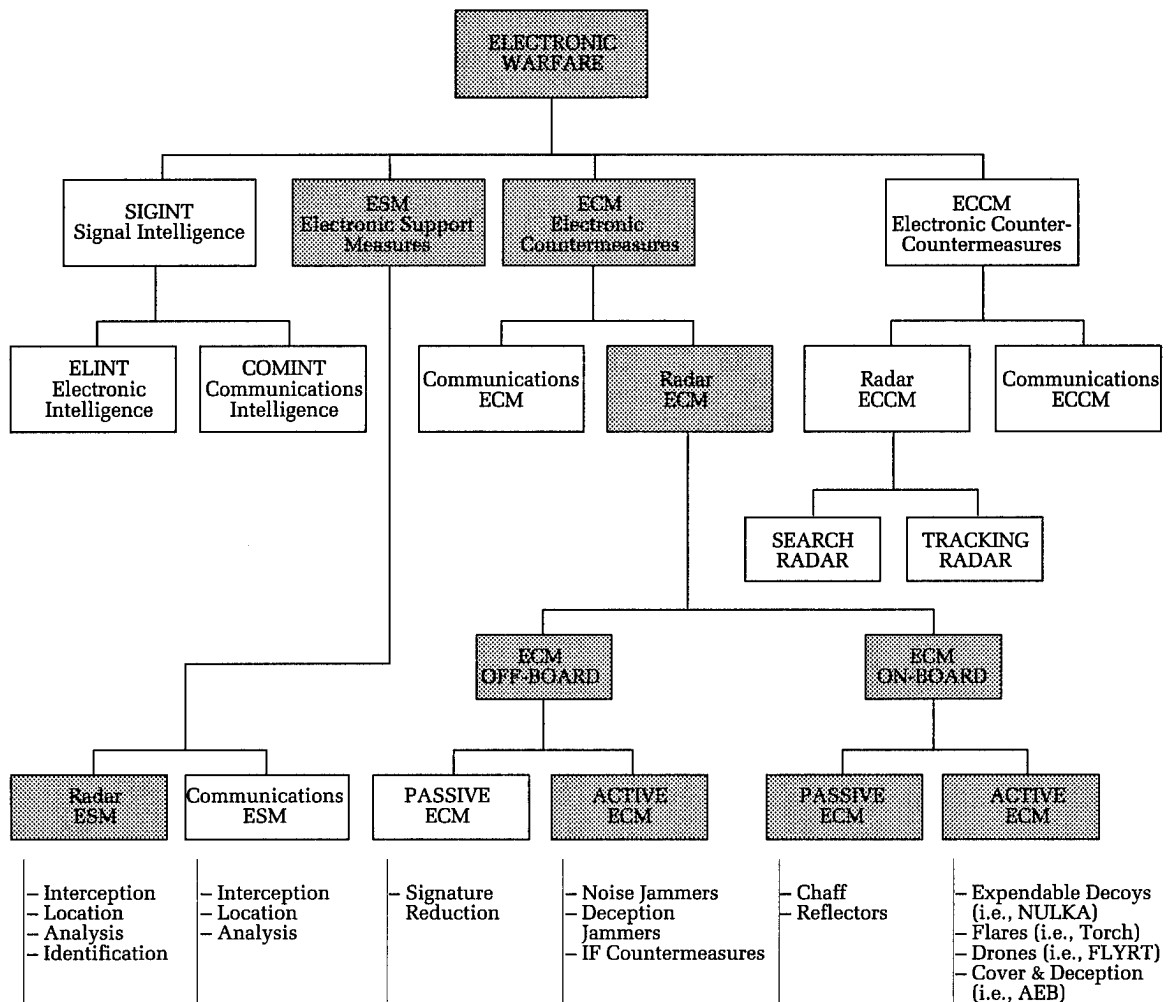 ELECTRONIC
WARFARE
SIGINT
Signal Intelligence
ESM
Electronic Support
Measures
ECM
Electronic
Countermeasures
ECCM
Electronic Counter-
Countermeasures
ELINT
Electronic
Intelligence
COMINT
Communications
Intelligence
Communications
ECM
Radar
ECM
Radar
ECCM
Communications
ECCM
SEARCH
RADAR
TRACKING
RADAR
ECM
OFF-BOARD
ECM
ON-BOARD
Radar
ESM
Communications
ESM
PASSIVE
ECM
ACTIVE
ECM
PASSIVE
ECM
ACTIVE
ECM
– Interception
– Location
– Analysis
– Identification
– Interception
– Location
– Analysis
– Signature
Reduction
– Noise Jammers
– Deception
Jammers
– IF Countermeasures
– Chaff
– Reflectors
– Expendable Decoys
(i.e., NULKA)
– Flares (i.e., Torch)
– Drones (i.e., FLYRT)
– Cover & Deception
(i.e., AEB)